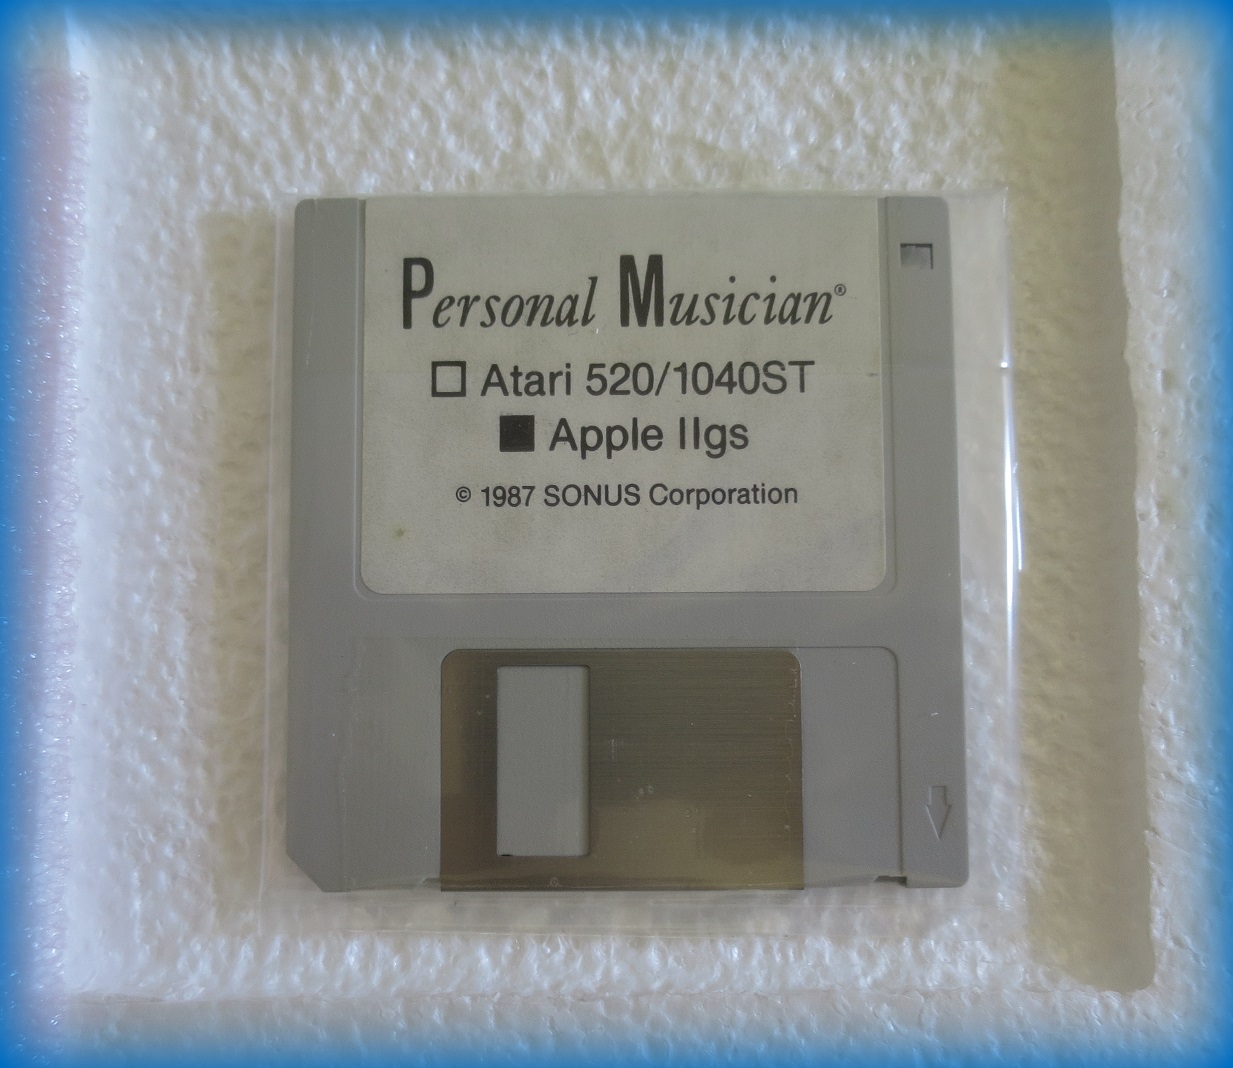 Personal Musician®
☐ Atari 520/1040ST
■ Apple IIgs
© 1987 SONUS Corporation